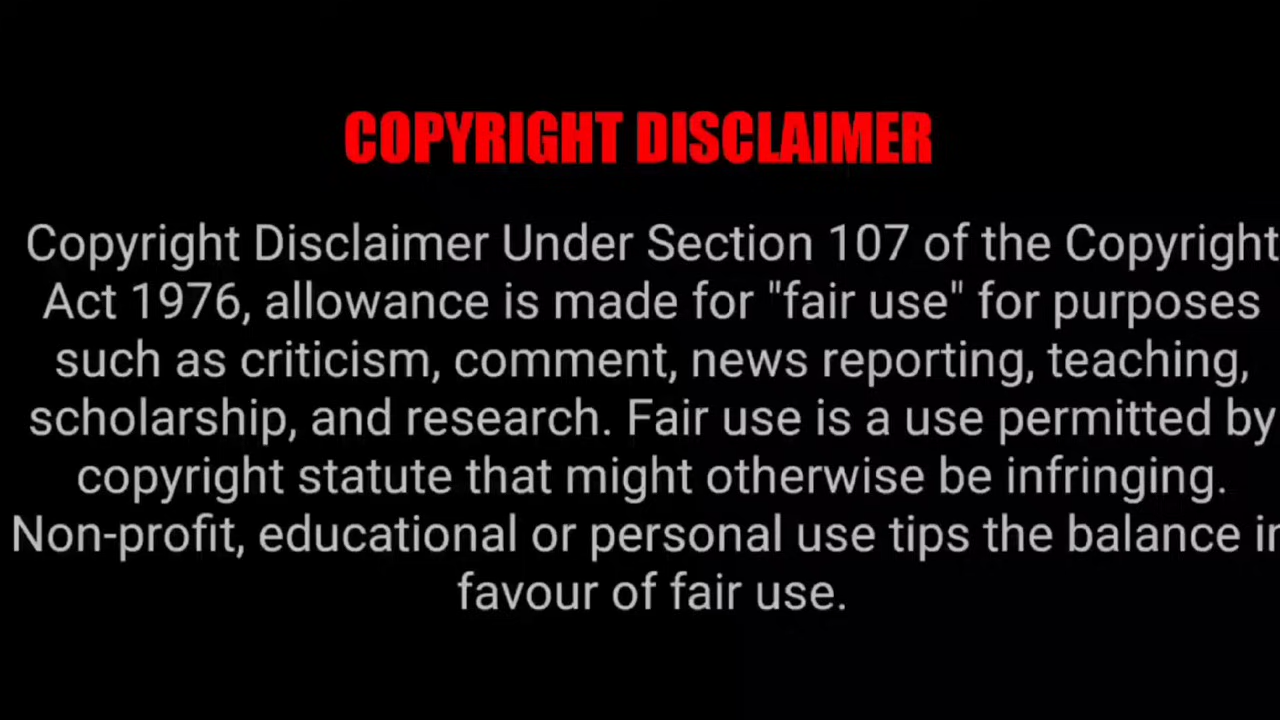 COPYRIGHT DISCLAIMER
Copyright Disclaimer Under Section 107 of the Copyright
Act 1976, allowance is made for "fair use" for purposes
such as criticism, comment, news reporting, teaching,
scholarship, and research. Fair use is a use permitted by
copyright statute that might otherwise be infringing.
Non-profit, educational or personal use tips the balance in
favour of fair use.